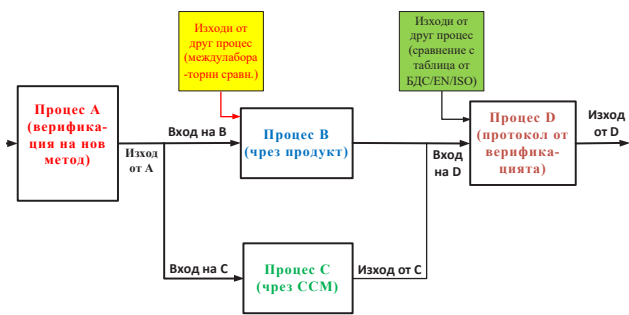 Изходи от
друг процес
(междулабора
-торни сравн.)
Изходи от
друг процес
(сравнение с
таблица от
БДС/EN/ISO)
Процес A
(верифика-
ция на нов
метод)
Изход
от А
Вход на В
Процес B
(чрез продукт)
Вход
на D
Процес D
(протокол от
верифика-
цията)
Изход
от D
Вход на С
Процес C
(чрез ССМ)
Изход от С